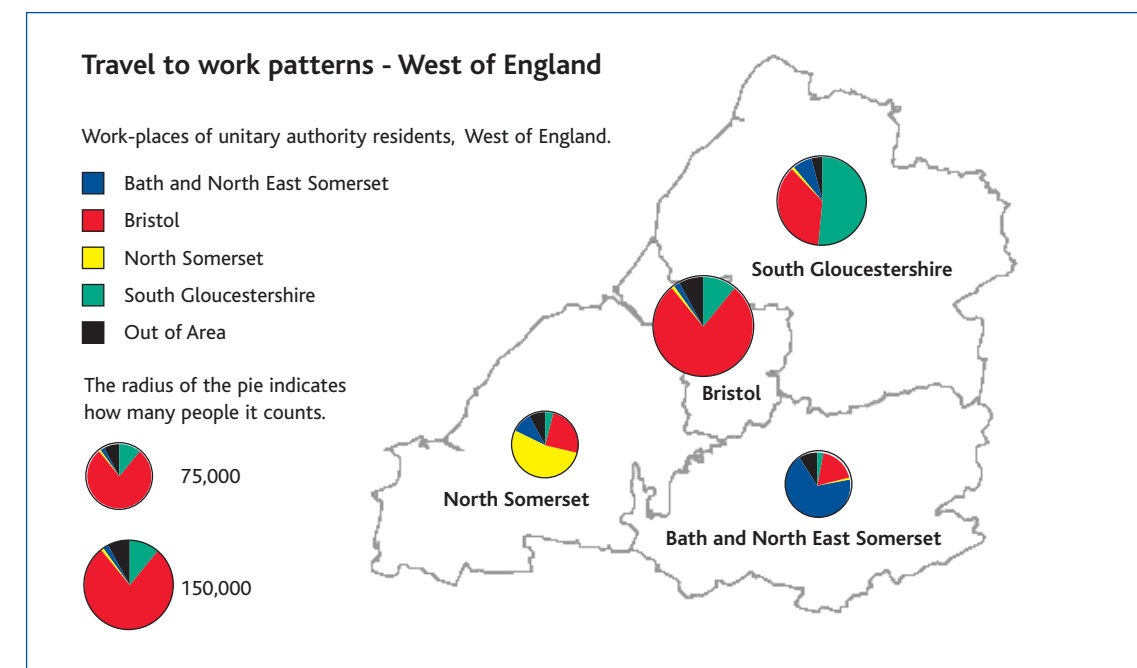 Travel to work patterns - West of England
Work-places of unitary authority residents, West of England.
Bath and North East Somerset
Bristol
North Somerset
South Gloucestershire
Out of Area
The radius of the pie indicates
how many people it counts.
75,000
150,000
South Gloucestershire
Bristol
North Somerset
Bath and North East Somerset